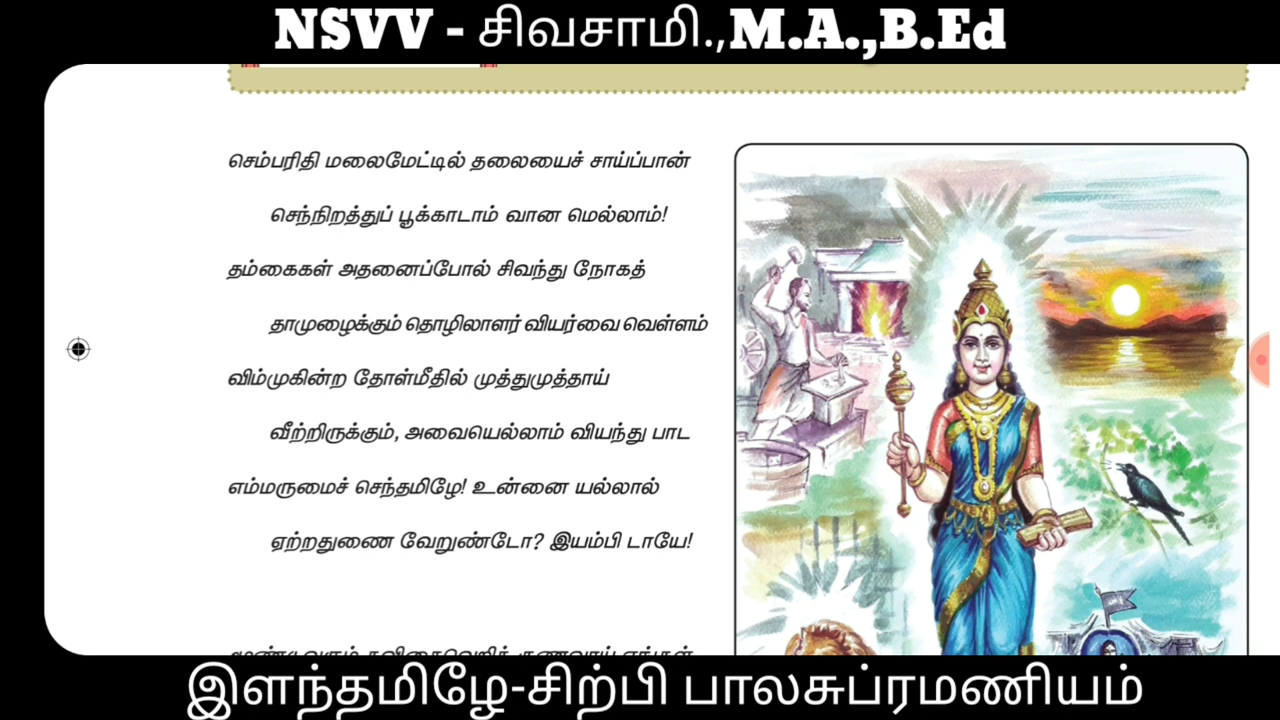 NSVV - சிவசாமி.,M.A.,B.Ed
செம்பரிதி மலைமேட்டில் தலையைச் சாய்ப்பான்
செந்நிறத்துப் பூக்காடாம் வான மெல்லாம்!
தம்கைகள் அதனைப்போல் சிவந்து நோகத்
தாமுழைக்கும் தொழிலாளர் வியர்வை வெள்ளம்
விம்முகின்ற தோள்மீதில் முத்துமுத்தாய்
வீற்றிருக்கும், அவையெல்லாம் வியந்து பாட
எம்மருமைச் செந்தமிழே! உன்னை யல்லால்
ஏற்றதுணை வேறுண்டோ? இயம்பி டாயே!
இளந்தமிழே-சிற்பி பாலசுப்ரமணியம்